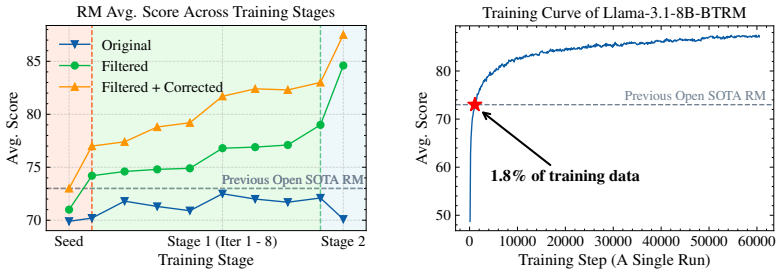 RM Avg. Score Across Training Stages
Avg. Score
85
80
75
70
Original
Filtered
Filtered + Corrected
Previous Open SOTA RM
Seed
Stage 1 (Iter 1 - 8)
Stage 2
Training Stage
Training Curve of Llama-3.1-8B-BTRM
Avg. Score
80
70
60
50
Previous Open SOTA RM
1.8% of training data
0
10000
20000
30000
40000
50000
60000
Training Step (A Single Run)